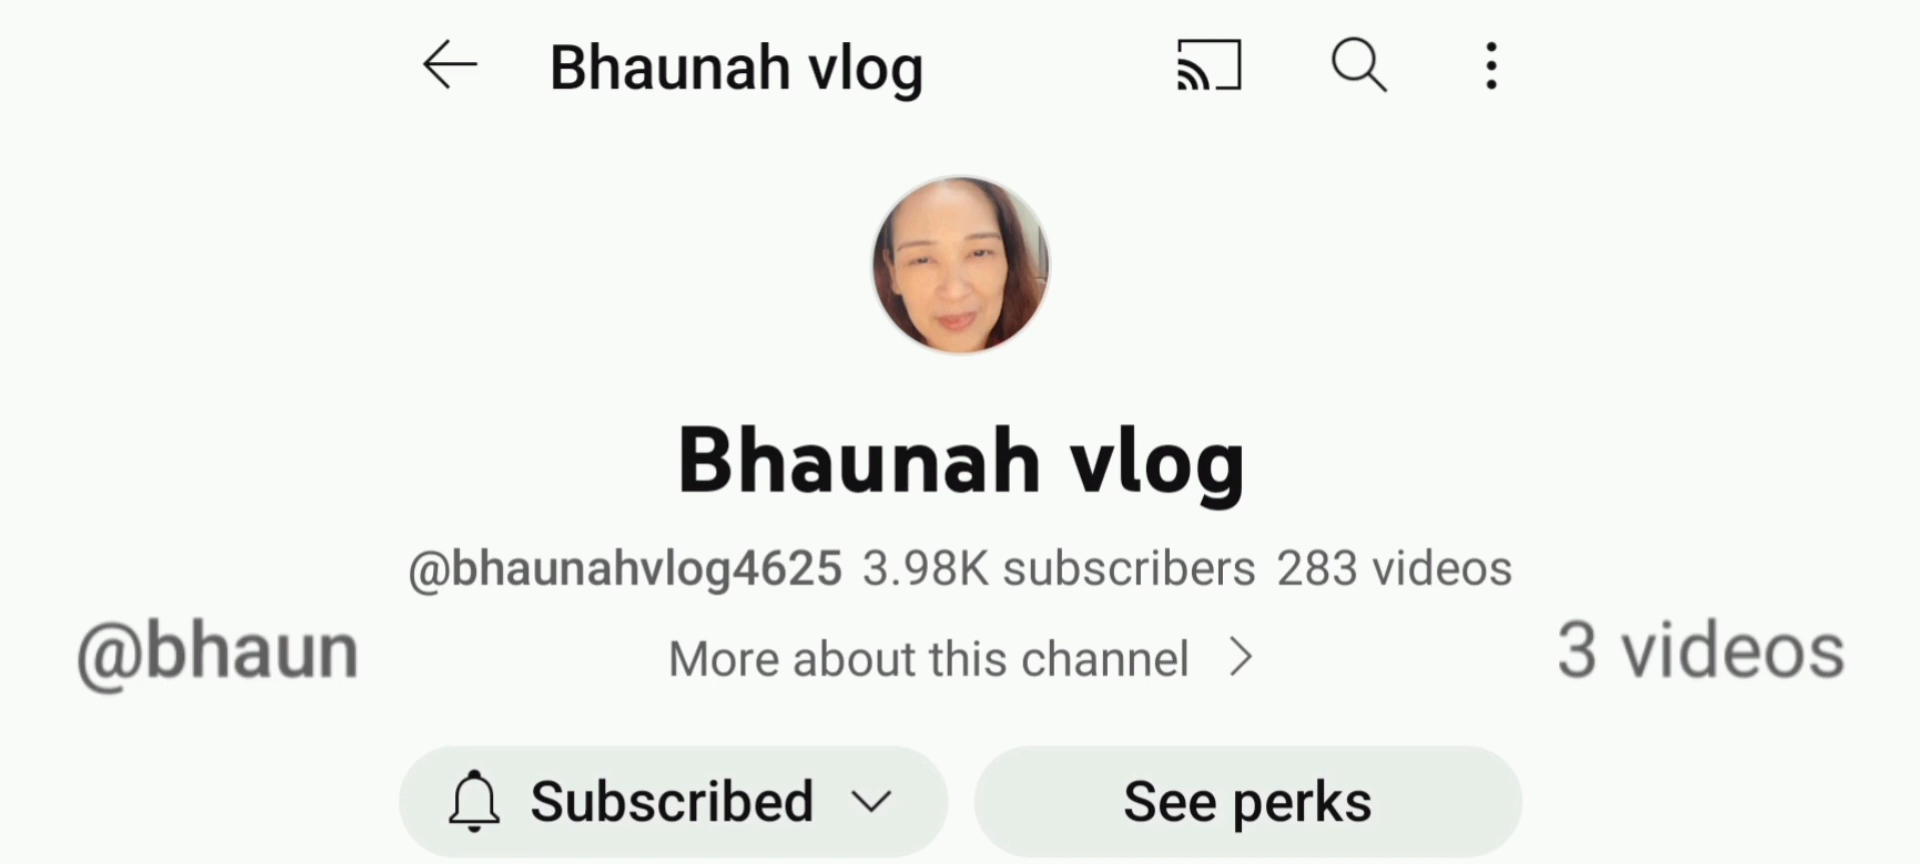 Bhaunah vlog
Bhaunah vlog
@bhaunahvlog4625 3.98K subscribers 283 videos
@bhaun
More about this channel
3 videos
Subscribed
See perks